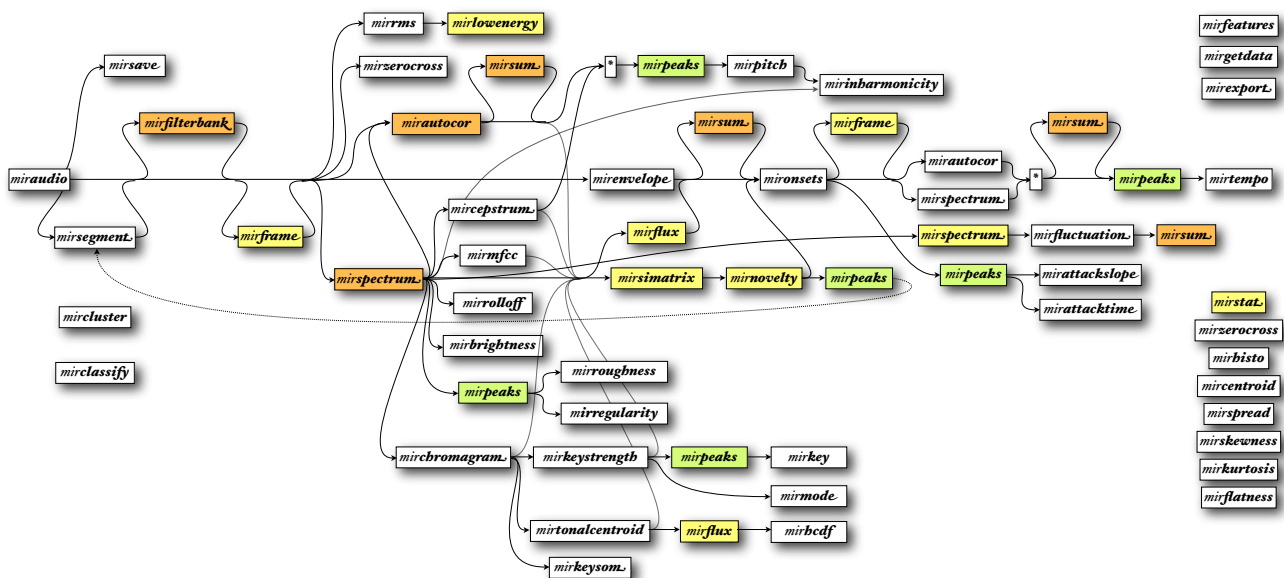 mirrms
mirlowenergy
mirfeatures
mirsave
mirzerocross
mirsum
*
mirpeaks
mirpitch
mirgetdata
mirinharmonicity
mirexport
mirfilterbank
mirautocor
mirsum
mirframe
mirsum
mirautocor
miraudio
mirenvelope
mironsets
*
mirpeaks
mirtempo
mirspectrum
mircepstrum
mirsegment
mirframe
mirflux
mirspectrum
mirfluctuation
mirsum
mirmfcc
mirspectrum
mirsimatrix
mirnovelty
mirpeaks
mirpeaks
mirattackslope
mirrolloff
mirstat
mirattacktime
mircluster
mirzerocross
mirbrightness
mirhisto
mirclassify
mirroughness
mircentroid
mirpeaks
mirregularity
mirspread
mirskewness
mirchromagram
mirkeystrength
mirpeaks
mirkey
mirkurtosis
mirmode
mirflatness
mirtonalcentroid
mirflux
mirhcdf
mirkeysom